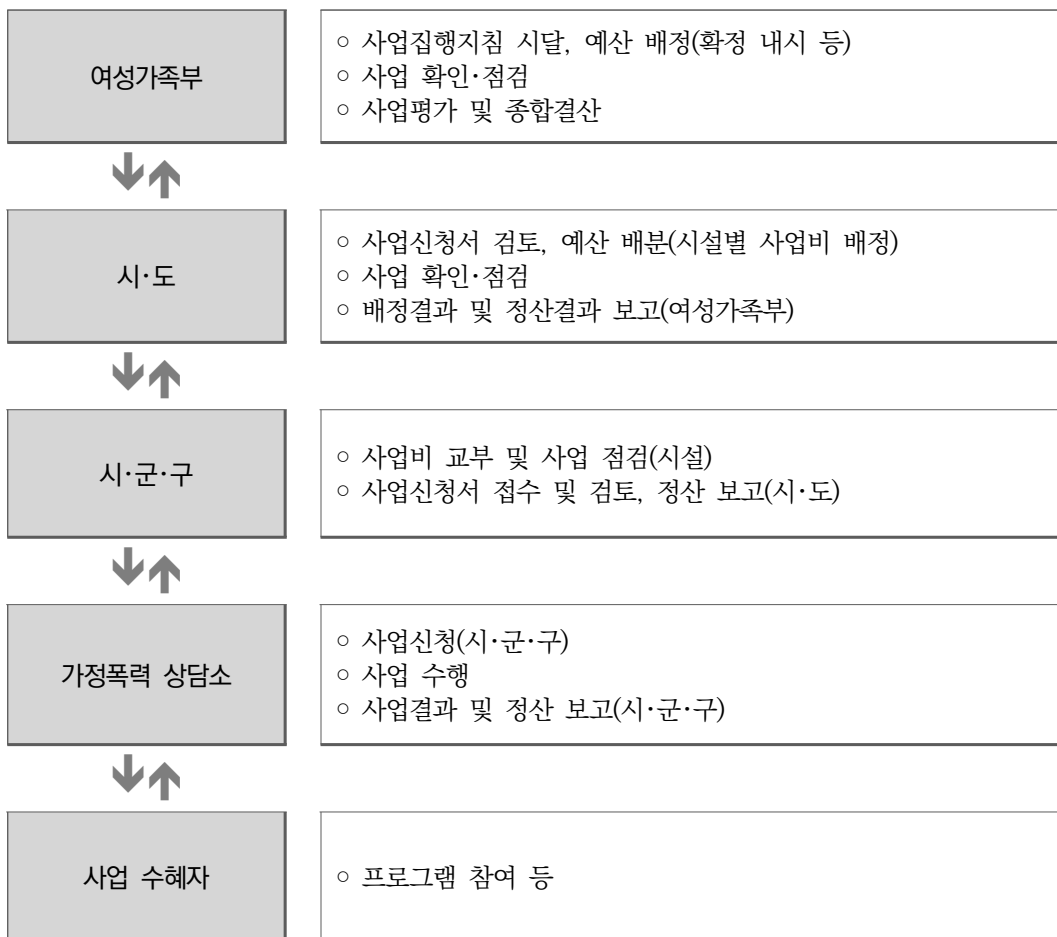 여성가족부
○ 사업집행지침 시달, 예산 배정(확정 내시 등)
○ 사업 확인·점검
○ 사업평가 및 종합결산
시·도
○ 사업신청서 검토, 예산 배분(시설별 사업비 배정)
○ 사업 확인·점검
○ 배정결과 및 정산결과 보고(여성가족부)
시·군·구
○ 사업비 교부 및 사업 점검(시설)
○ 사업신청서 접수 및 검토, 정산 보고(시·도)
가정폭력 상담소
○ 사업신청(시·군·구)
○ 사업 수행
○ 사업결과 및 정산 보고(시·군·구)
사업 수혜자
○ 프로그램 참여 등